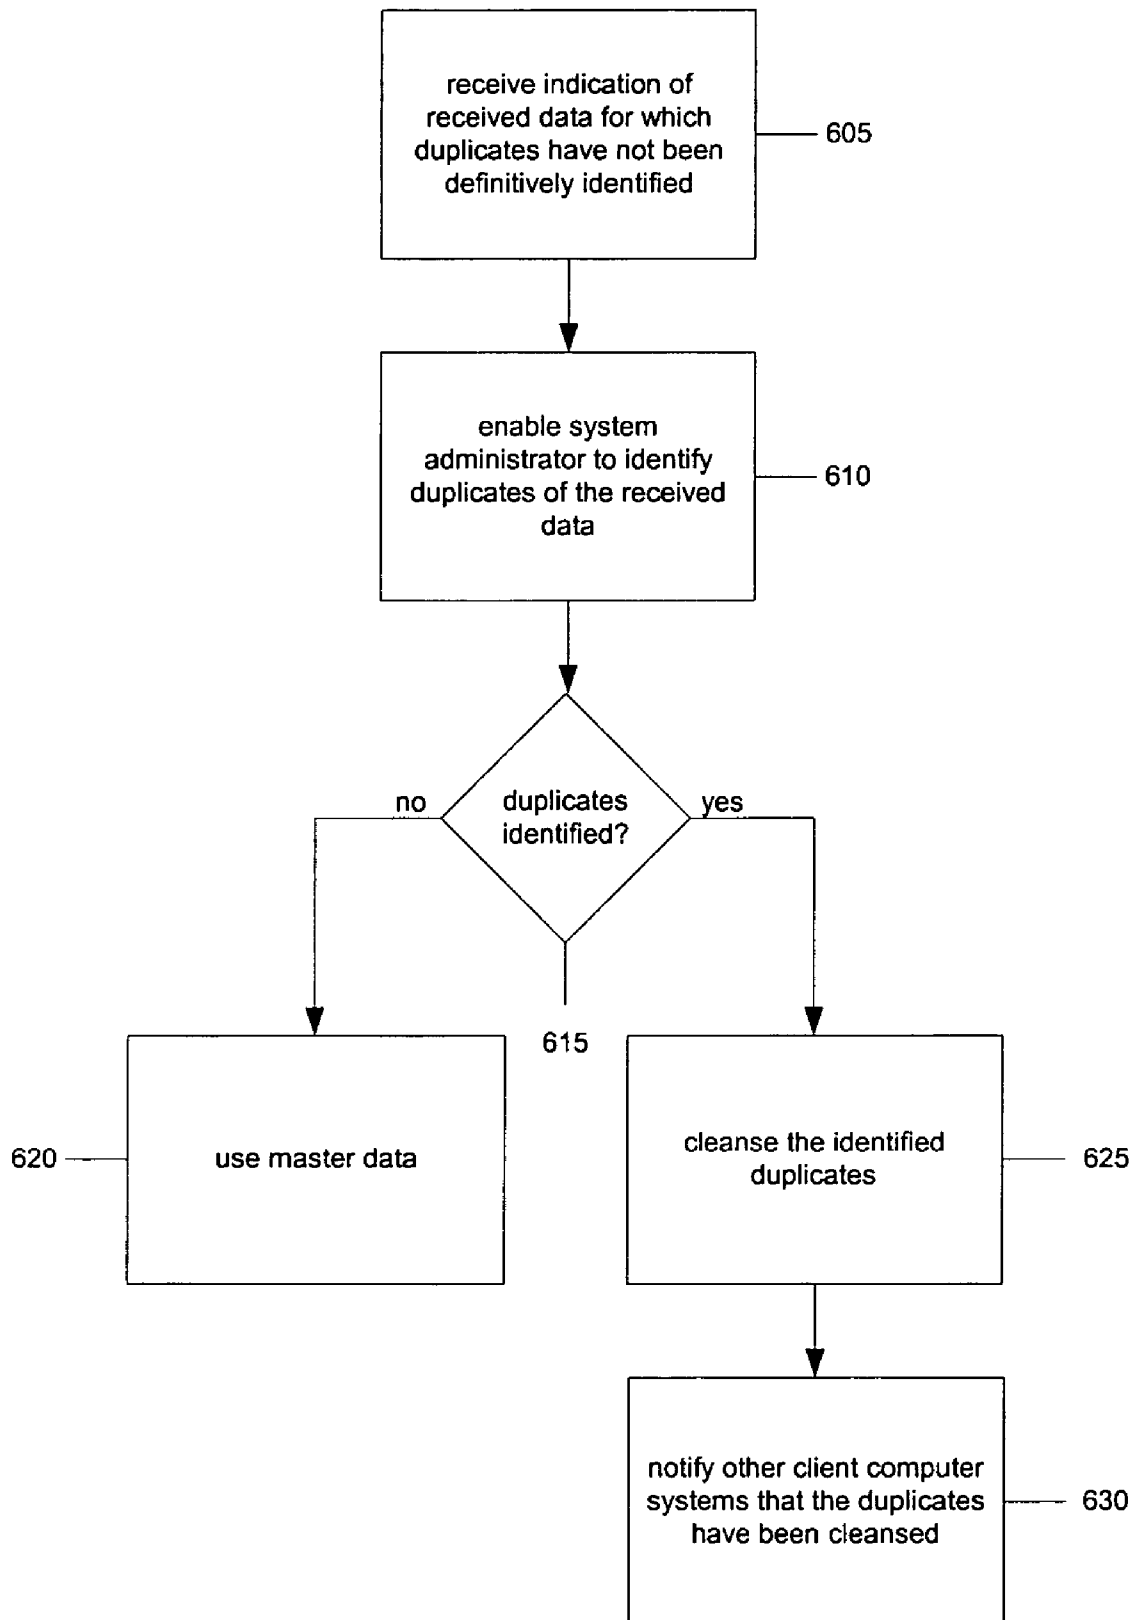 receive indication of
received data for which
duplicates have not been
definitively identified
605
enable system
administrator to identify
duplicates of the received
data
610
no
duplicates
identified?
yes
615
620
use master data
cleanse the identified
duplicates
625
notify other client computer
systems that the duplicates
have been cleansed
630